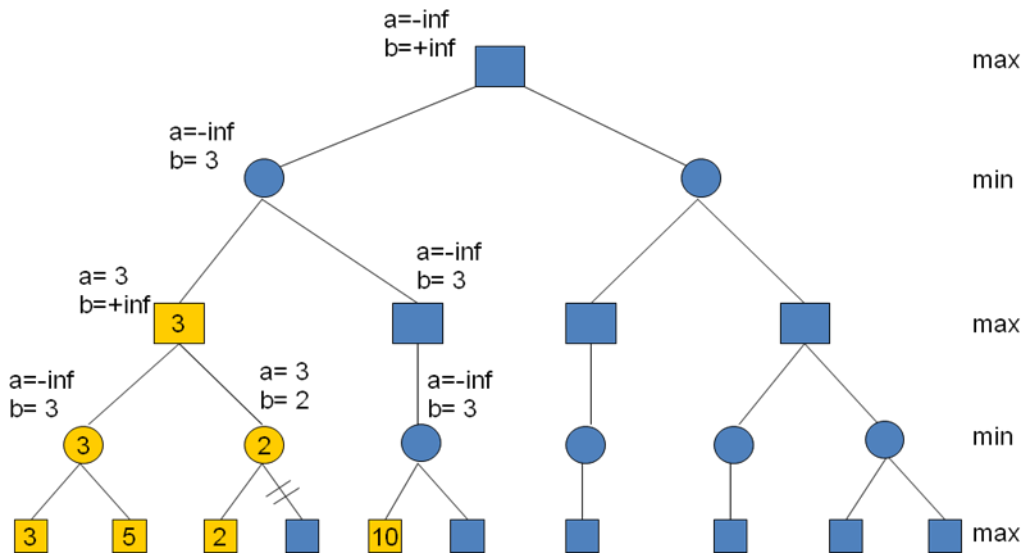 a=-inf
b=+inf
max
a=-inf
b= 3
min
a= 3
b=+inf
a=-inf
b= 3
3
max
a=-inf
b= 3
a= 3
b= 2
a=-inf
b= 3
3
2
min
3
5
2
10
max